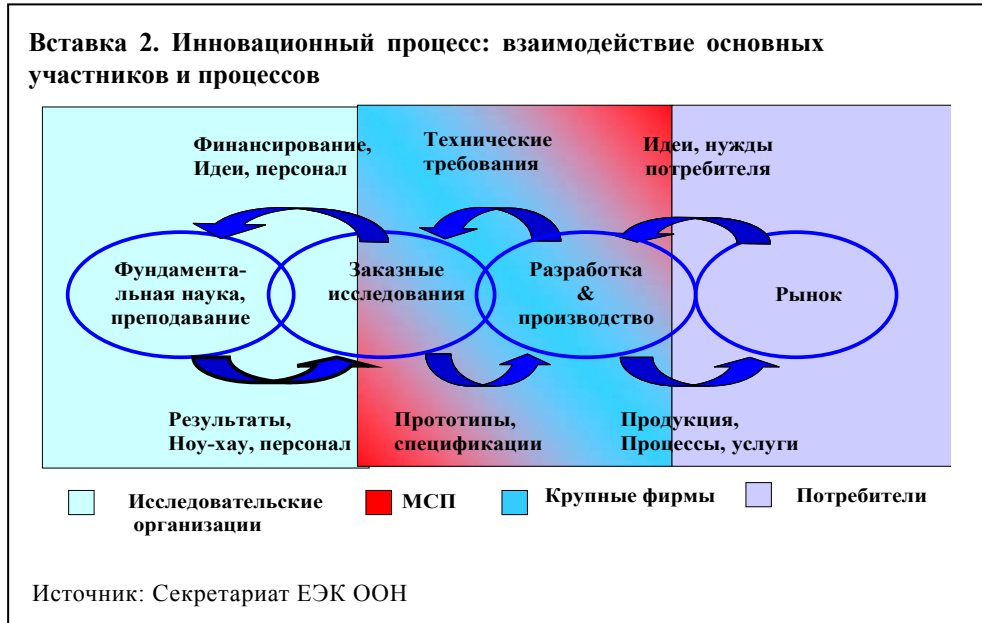 Вставка 2. Инновационный процесс: взаимодействие основных
участников и процессов
Финансирование,
Идеи, персонал
Технические
требования
Идеи, нужды
потребителя
Фундамента-
льная наука,
преподавание
Заказные
исследования
Разработка
&
производство
Рынок
Результаты,
Ноу-хау, персонал
Прототипы,
спецификации
Продукция,
Процессы, услуги
Исследовательские
организации
МСП
Крупные фирмы
Потребители
Источник: Секретариат ЕЭК ООН